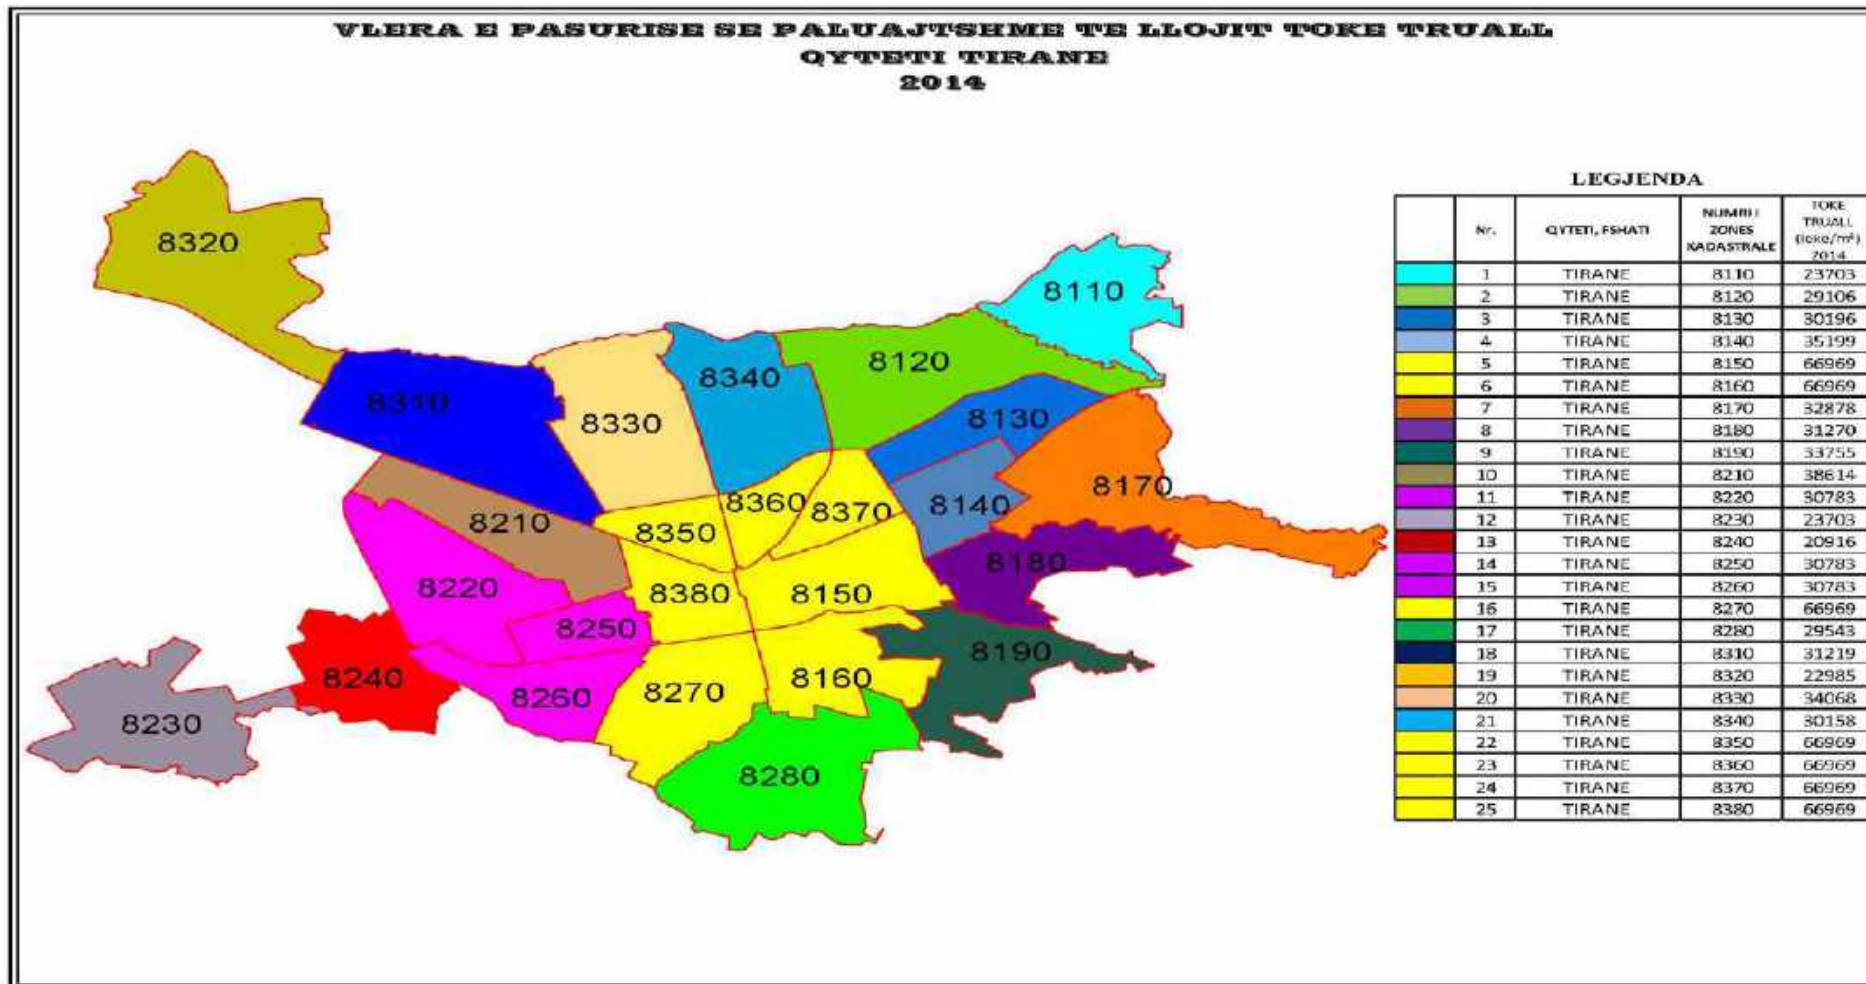 VLERA E PASURISE SE PALUAJTSHME TE LLOJIT TOKE TRUALL
QYTETI TIRANE
2014
8320
8110
8340
8120
8310
8330
8130
8170
8360
8370
8140
8210
8350
8180
8220
8380
8150
8250
8190
8240
8260
8270
8160
8230
8280
LEGJENDA
Nr. QYTETI, FSHATI NUMRI I ZONES KADASTRALE TOKE TRUALL (leke/m²) 2014
1 TIRANE 8110 23703
2 TIRANE 8120 29106
3 TIRANE 8130 30196
4 TIRANE 8140 35199
5 TIRANE 8150 66969
6 TIRANE 8160 66969
7 TIRANE 8170 32878
8 TIRANE 8180 31270
9 TIRANE 8190 33755
10 TIRANE 8210 38614
11 TIRANE 8220 30783
12 TIRANE 8230 23703
13 TIRANE 8240 20916
14 TIRANE 8250 30783
15 TIRANE 8260 30783
16 TIRANE 8270 66969
17 TIRANE 8280 29543
18 TIRANE 8310 31219
19 TIRANE 8320 22985
20 TIRANE 8330 34068
21 TIRANE 8340 30158
22 TIRANE 8350 66969
23 TIRANE 8360 66969
24 TIRANE 8370 66969
25 TIRANE 8380 66969